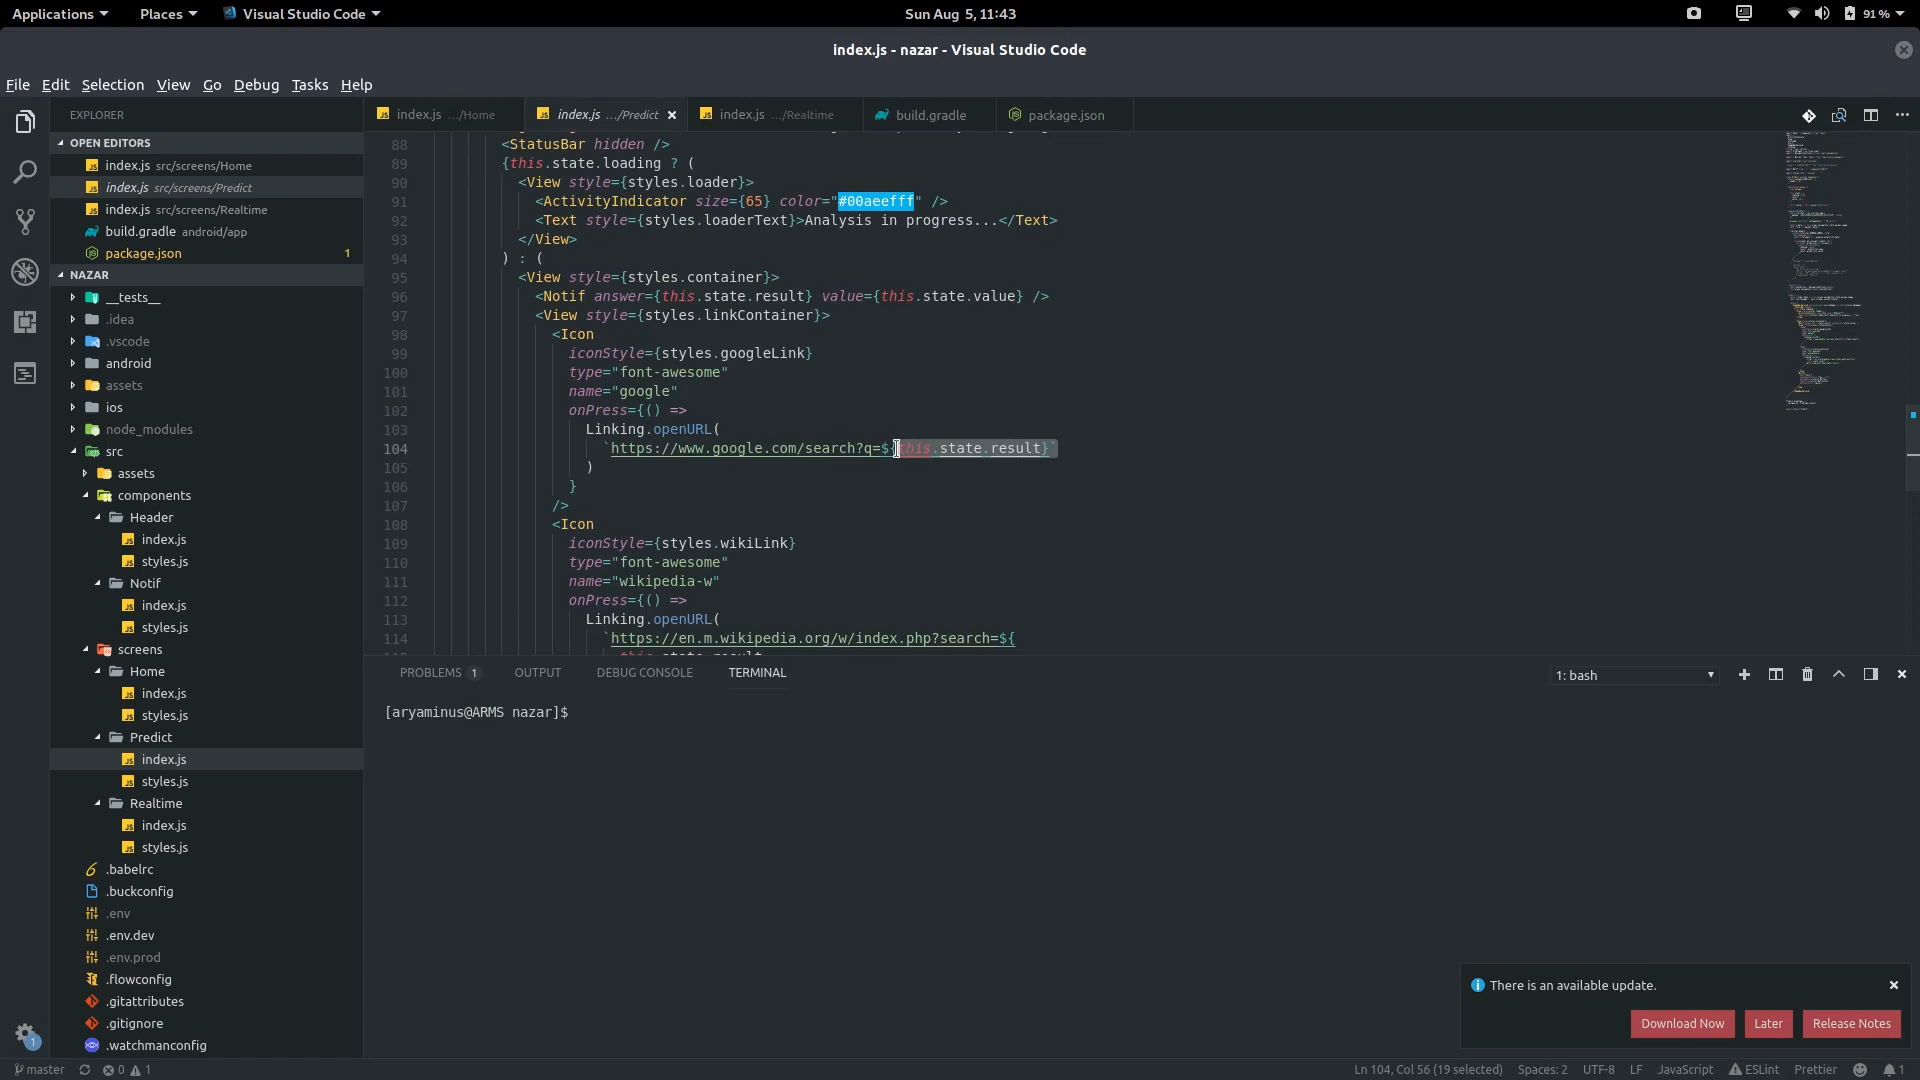 Applications Places Visual Studio Code Sun Aug 5, 11:43 91 %
index.js - nazar - Visual Studio Code
File Edit Selection View Go Debug Tasks Help
EXPLORER
OPEN EDITORS
index.js src/screens/Home
index.js src/screens/Predict
index.js src/screens/Realtime
build.gradle android/app
package.json 1
NAZAR
__tests__
.idea
.vscode
android
assets
ios
node_modules
src
assets
components
Header
index.js
styles.js
Notif
index.js
styles.js
screens
Home
index.js
styles.js
Predict
index.js
styles.js
Realtime
index.js
styles.js
.babelrc
.buckconfig
.env
.env.dev
.env.prod
.flowconfig
.gitattributes
.gitignore
.watchmanconfig
1
index.js .../Home index.js .../Predict index.js .../Realtime build.gradle package.json
88 <StatusBar hidden />
89 {this.state.loading ? (
90 <View style={styles.loader}>
91 <ActivityIndicator size={65} color="#00aeefff" />
92 <Text style={styles.loaderText}>Analysis in progress...</Text>
93 </View>
94 ) : (
95 <View style={styles.container}>
96 <Notif answer={this.state.result} value={this.state.value} />
97 <View style={styles.linkContainer}>
98 <Icon
99 iconStyle={styles.googleLink}
100 type="font-awesome"
101 name="google"
102 onPress={() =>
103 Linking.openURL(
104 `https://www.google.com/search?q=${this.state.result}`
105 )
106 }
107 />
108 <Icon
109 iconStyle={styles.wikiLink}
110 type="font-awesome"
111 name="wikipedia-w"
112 onPress={() =>
113 Linking.openURL(
114 `https://en.m.wikipedia.org/w/index.php?search=${
PROBLEMS 1 OUTPUT DEBUG CONSOLE TERMINAL 1: bash
[aryaminus@ARMS nazar]$
There is an available update.
Download Now Later Release Notes
master 0 1 Ln 104, Col 56 (19 selected) Spaces: 2 UTF-8 LF JavaScript ESLint Prettier 1